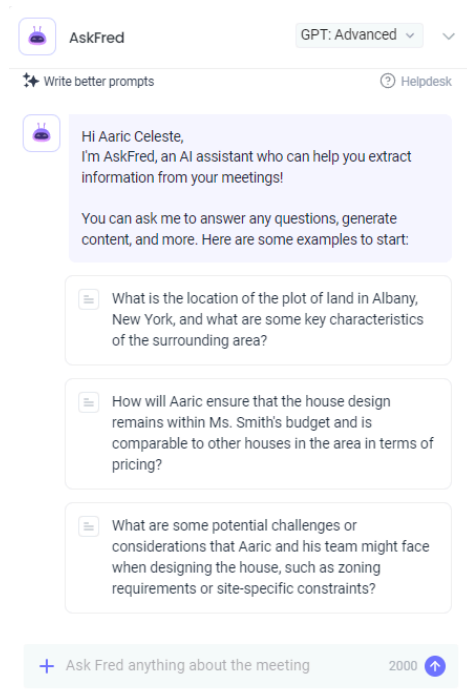 AskFred
GPT: Advanced
Write better prompts
Helpdesk
Hi Aaric Celeste,
I'm AskFred, an AI assistant who can help you extract
information from your meetings!
You can ask me to answer any questions, generate
content, and more. Here are some examples to start:
What is the location of the plot of land in Albany,
New York, and what are some key characteristics
of the surrounding area?
How will Aaric ensure that the house design
remains within Ms. Smith's budget and is
comparable to other houses in the area in terms of
pricing?
What are some potential challenges or
considerations that Aaric and his team might face
when designing the house, such as zoning
requirements or site-specific constraints?
Ask Fred anything about the meeting
2000